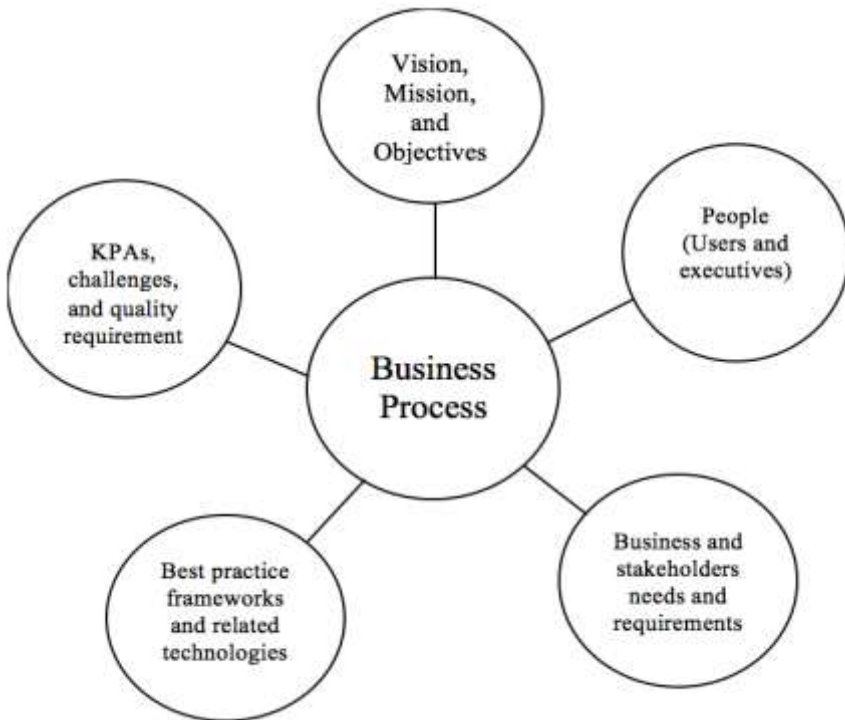 Vision,
Mission,
and
Objectives
People
(Users and
executives)
KPAs,
challenges,
and quality
requirement
Business
Process
Business and
stakeholders
needs and
requirements
Best practice
frameworks
and related
technologies